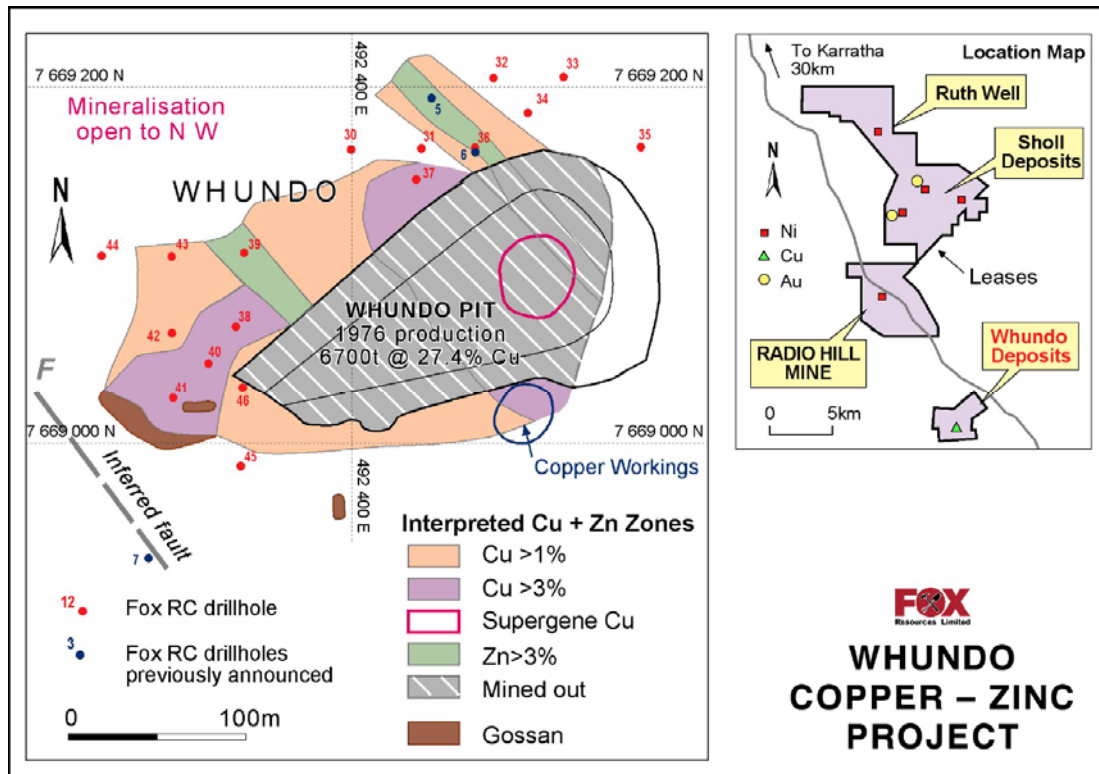 7 669 200 N
Mineralisation
open to N W
492 400 E
32
33
7 669 200 N
5
34
30
31
36
6
35
37
WHUNDO
N
44
43
39
WHUNDO PIT
1976 production
6700t @ 27.4% Cu
38
42
40
41
46
F
7 669 000 N
7 669 000 N
45
492 400 E
Copper Workings
Inferred fault
7
Interpreted Cu + Zn Zones
Cu >1%
Cu >3%
Supergene Cu
Zn>3%
Mined out
Gossan
12
Fox RC drillhole
3
Fox RC drillholes
previously announced
0 100m
To Karratha
30km
Location Map
Ruth Well
Sholl
Deposits
N
Ni
Cu
Au
Leases
RADIO HILL
MINE
Whundo
Deposits
0 5km
FOX
Rsources Limited
WHUNDO
COPPER – ZINC
PROJECT